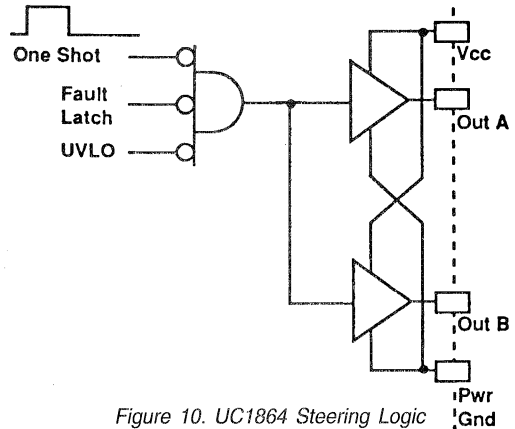 One Shot
Fault
Latch
UVLO
Vcc
Out A
Out B
Pwr
Gnd
Figure 10. UC1864 Steering Logic